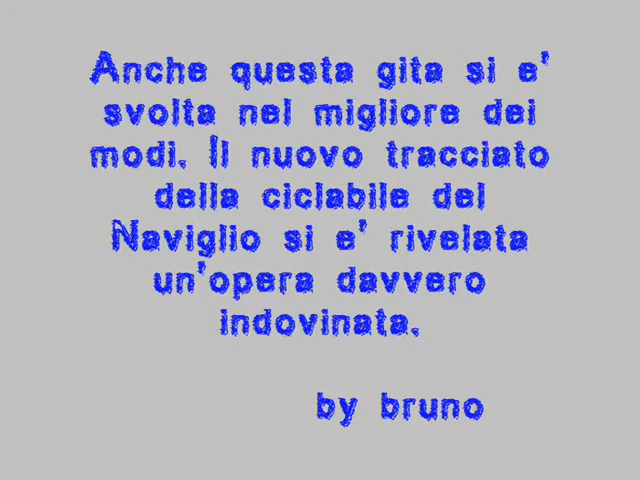 Anche questa gita si e'
svolta nel migliore dei
modi. Il nuovo tracciato
della ciclabile del
Naviglio si e' rivelata
un'opera davvero
indovinata.
by bruno